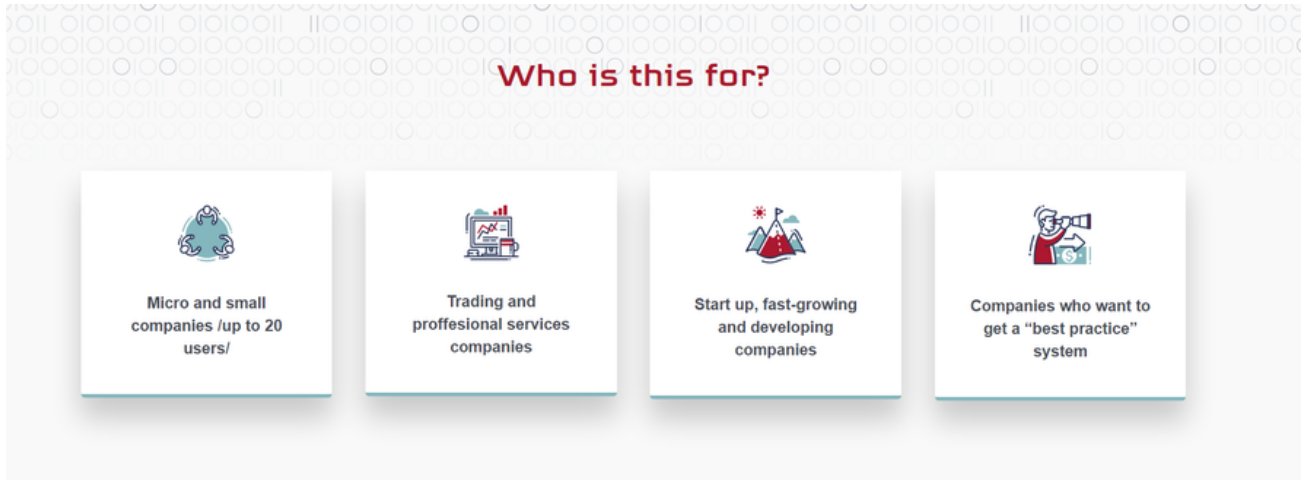 Who is this for?
Micro and small
companies /up to 20
users/
Trading and
proffesional services
companies
Start up, fast-growing
and developing
companies
Companies who want to
get a “best practice”
system